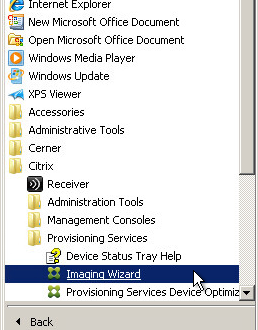 Internet Explorer
New Microsoft Office Document
Open Microsoft Office Document
Windows Media Player
Windows Update
XPS Viewer
Accessories
Administrative Tools
Cerner
Citrix
Receiver
Administration Tools
Management Consoles
Provisioning Services
Device Status Tray Help
Imaging Wizard
Provisioning Services Device Optimiz
Back